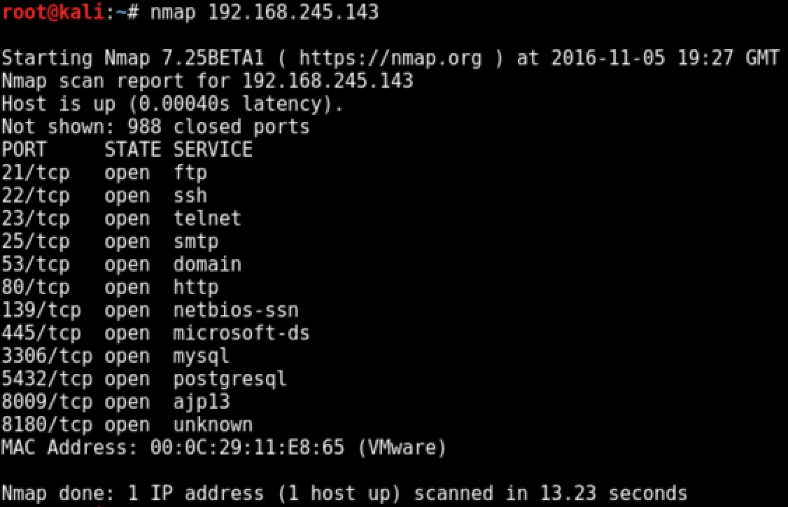 root@kali:~# nmap 192.168.245.143
Starting Nmap 7.25BETA1 ( https://nmap.org ) at 2016-11-05 19:27 GMT
Nmap scan report for 192.168.245.143
Host is up (0.00040s latency).
Not shown: 988 closed ports
PORT     STATE SERVICE
21/tcp   open  ftp
22/tcp   open  ssh
23/tcp   open  telnet
25/tcp   open  smtp
53/tcp   open  domain
80/tcp   open  http
139/tcp  open  netbios-ssn
445/tcp  open  microsoft-ds
3306/tcp open  mysql
5432/tcp open  postgresql
8009/tcp open  ajp13
8180/tcp open  unknown
MAC Address: 00:0C:29:11:E8:65 (VMware)
Nmap done: 1 IP address (1 host up) scanned in 13.23 seconds